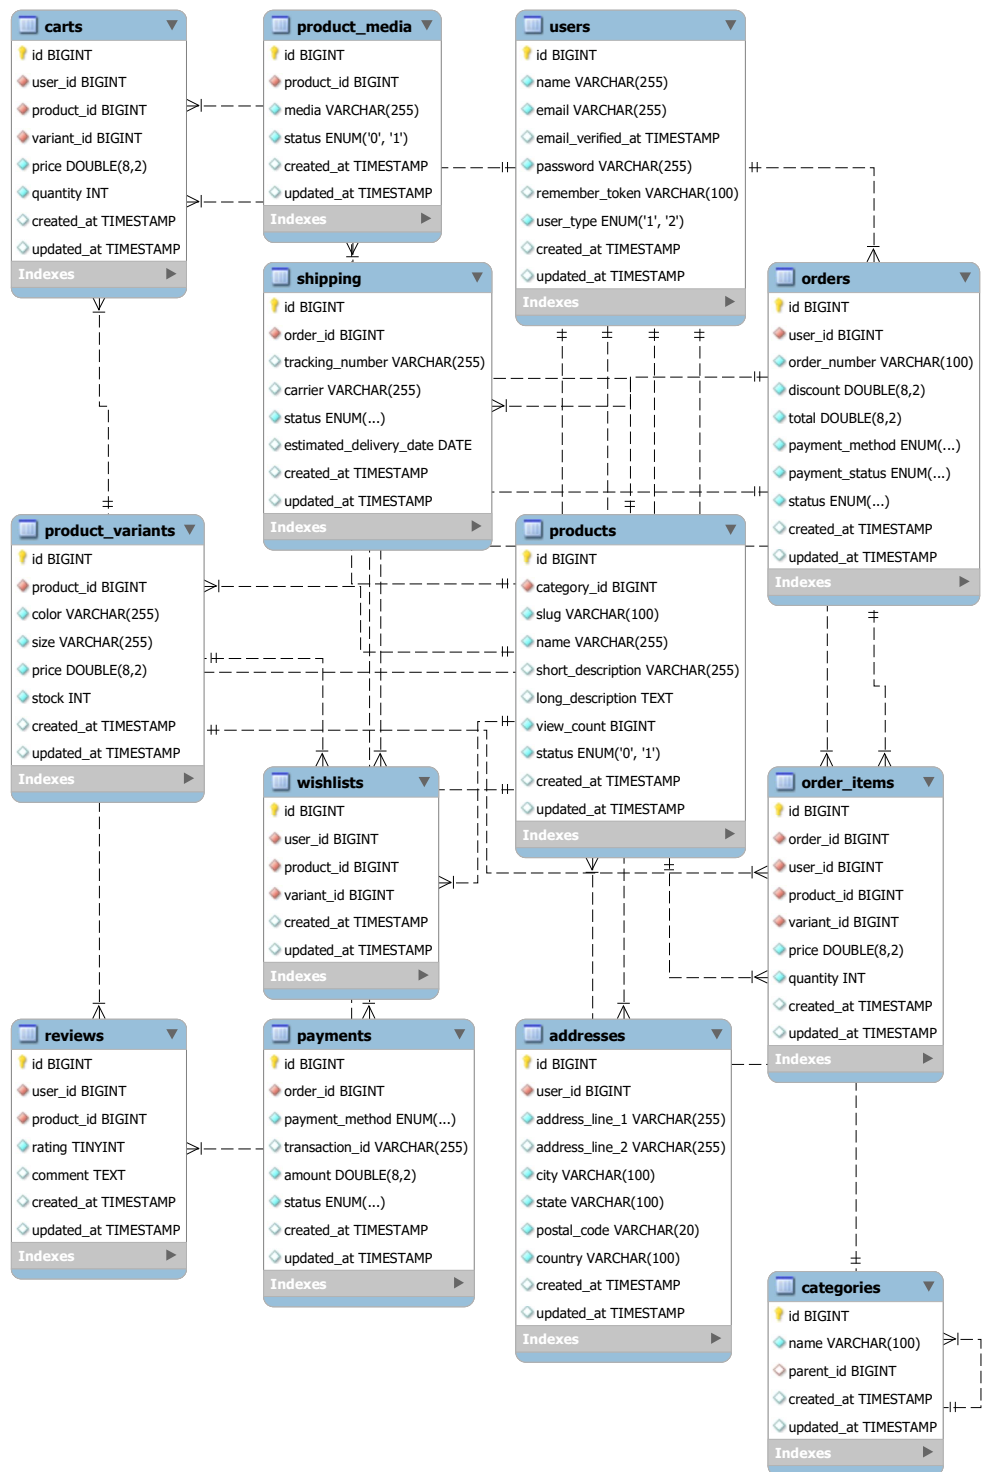 carts
id BIGINT
user_id BIGINT
product_id BIGINT
variant_id BIGINT
price DOUBLE(8,2)
quantity INT
created_at TIMESTAMP
updated_at TIMESTAMP
Indexes
product_media
id BIGINT
product_id BIGINT
media VARCHAR(255)
status ENUM('0', '1')
created_at TIMESTAMP
updated_at TIMESTAMP
Indexes
users
id BIGINT
name VARCHAR(255)
email VARCHAR(255)
email_verified_at TIMESTAMP
password VARCHAR(255)
remember_token VARCHAR(100)
user_type ENUM('1', '2')
created_at TIMESTAMP
updated_at TIMESTAMP
Indexes
shipping
id BIGINT
order_id BIGINT
tracking_number VARCHAR(255)
carrier VARCHAR(255)
status ENUM(...)
estimated_delivery_date DATE
created_at TIMESTAMP
updated_at TIMESTAMP
Indexes
orders
id BIGINT
user_id BIGINT
order_number VARCHAR(100)
discount DOUBLE(8,2)
total DOUBLE(8,2)
payment_method ENUM(...)
payment_status ENUM(...)
status ENUM(...)
created_at TIMESTAMP
updated_at TIMESTAMP
Indexes
product_variants
id BIGINT
product_id BIGINT
color VARCHAR(255)
size VARCHAR(255)
price DOUBLE(8,2)
stock INT
created_at TIMESTAMP
updated_at TIMESTAMP
Indexes
products
id BIGINT
category_id BIGINT
slug VARCHAR(100)
name VARCHAR(255)
short_description VARCHAR(255)
long_description TEXT
view_count BIGINT
status ENUM('0', '1')
created_at TIMESTAMP
updated_at TIMESTAMP
Indexes
wishlists
id BIGINT
user_id BIGINT
product_id BIGINT
variant_id BIGINT
created_at TIMESTAMP
updated_at TIMESTAMP
Indexes
order_items
id BIGINT
order_id BIGINT
user_id BIGINT
product_id BIGINT
variant_id BIGINT
price DOUBLE(8,2)
quantity INT
created_at TIMESTAMP
updated_at TIMESTAMP
Indexes
reviews
id BIGINT
user_id BIGINT
product_id BIGINT
rating TINYINT
comment TEXT
created_at TIMESTAMP
updated_at TIMESTAMP
Indexes
payments
id BIGINT
order_id BIGINT
payment_method ENUM(...)
transaction_id VARCHAR(255)
amount DOUBLE(8,2)
status ENUM(...)
created_at TIMESTAMP
updated_at TIMESTAMP
Indexes
addresses
id BIGINT
user_id BIGINT
address_line_1 VARCHAR(255)
address_line_2 VARCHAR(255)
city VARCHAR(100)
state VARCHAR(100)
postal_code VARCHAR(20)
country VARCHAR(100)
created_at TIMESTAMP
updated_at TIMESTAMP
Indexes
categories
id BIGINT
name VARCHAR(100)
parent_id BIGINT
created_at TIMESTAMP
updated_at TIMESTAMP
Indexes